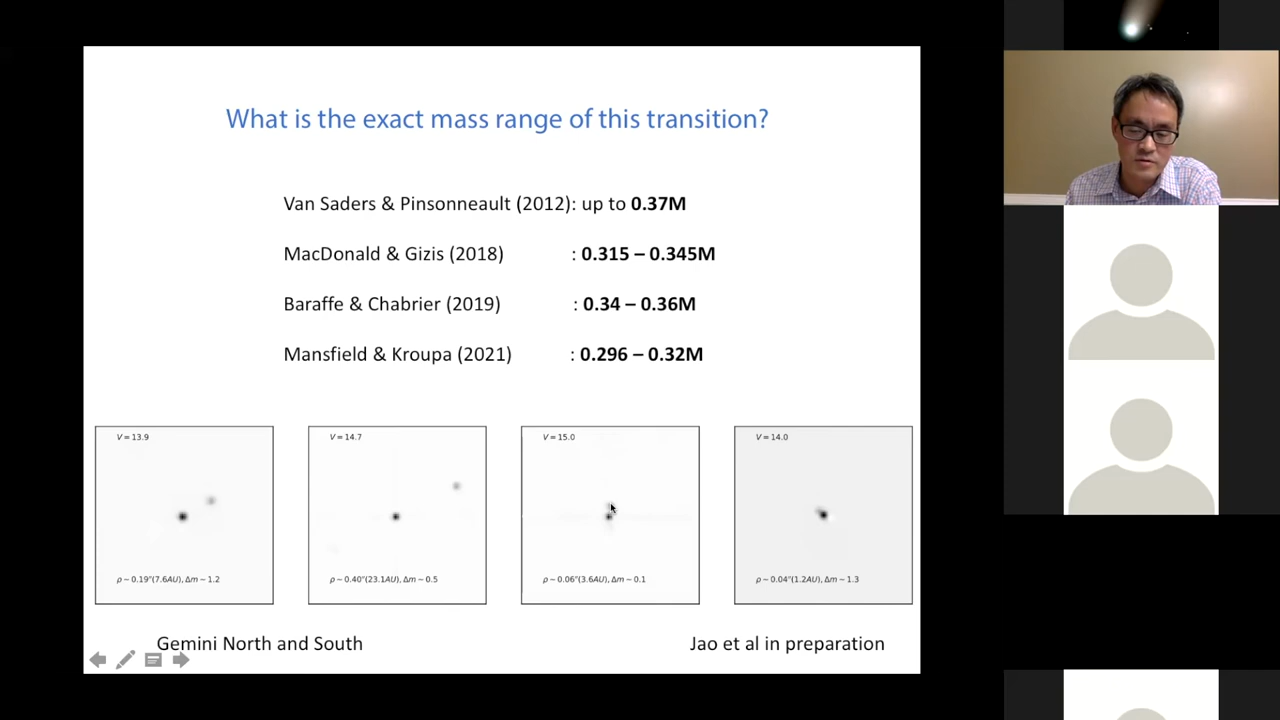 What is the exact mass range of this transition?
Van Saders & Pinsonneault (2012): up to 0.37M
MacDonald & Gizis (2018) : 0.315 – 0.345M
Baraffe & Chabrier (2019) : 0.34 – 0.36M
Mansfield & Kroupa (2021) : 0.296 – 0.32M
V = 13.9
V = 14.7
V = 15.0
V = 14.0
ρ ~ 0.19"(7.6AU), Δm ~ 1.2
ρ ~ 0.40"(23.1AU), Δm ~ 0.5
ρ ~ 0.06"(3.6AU), Δm ~ 0.1
ρ ~ 0.04"(1.2AU), Δm ~ 1.3
Gemini North and South
Jao et al in preparation